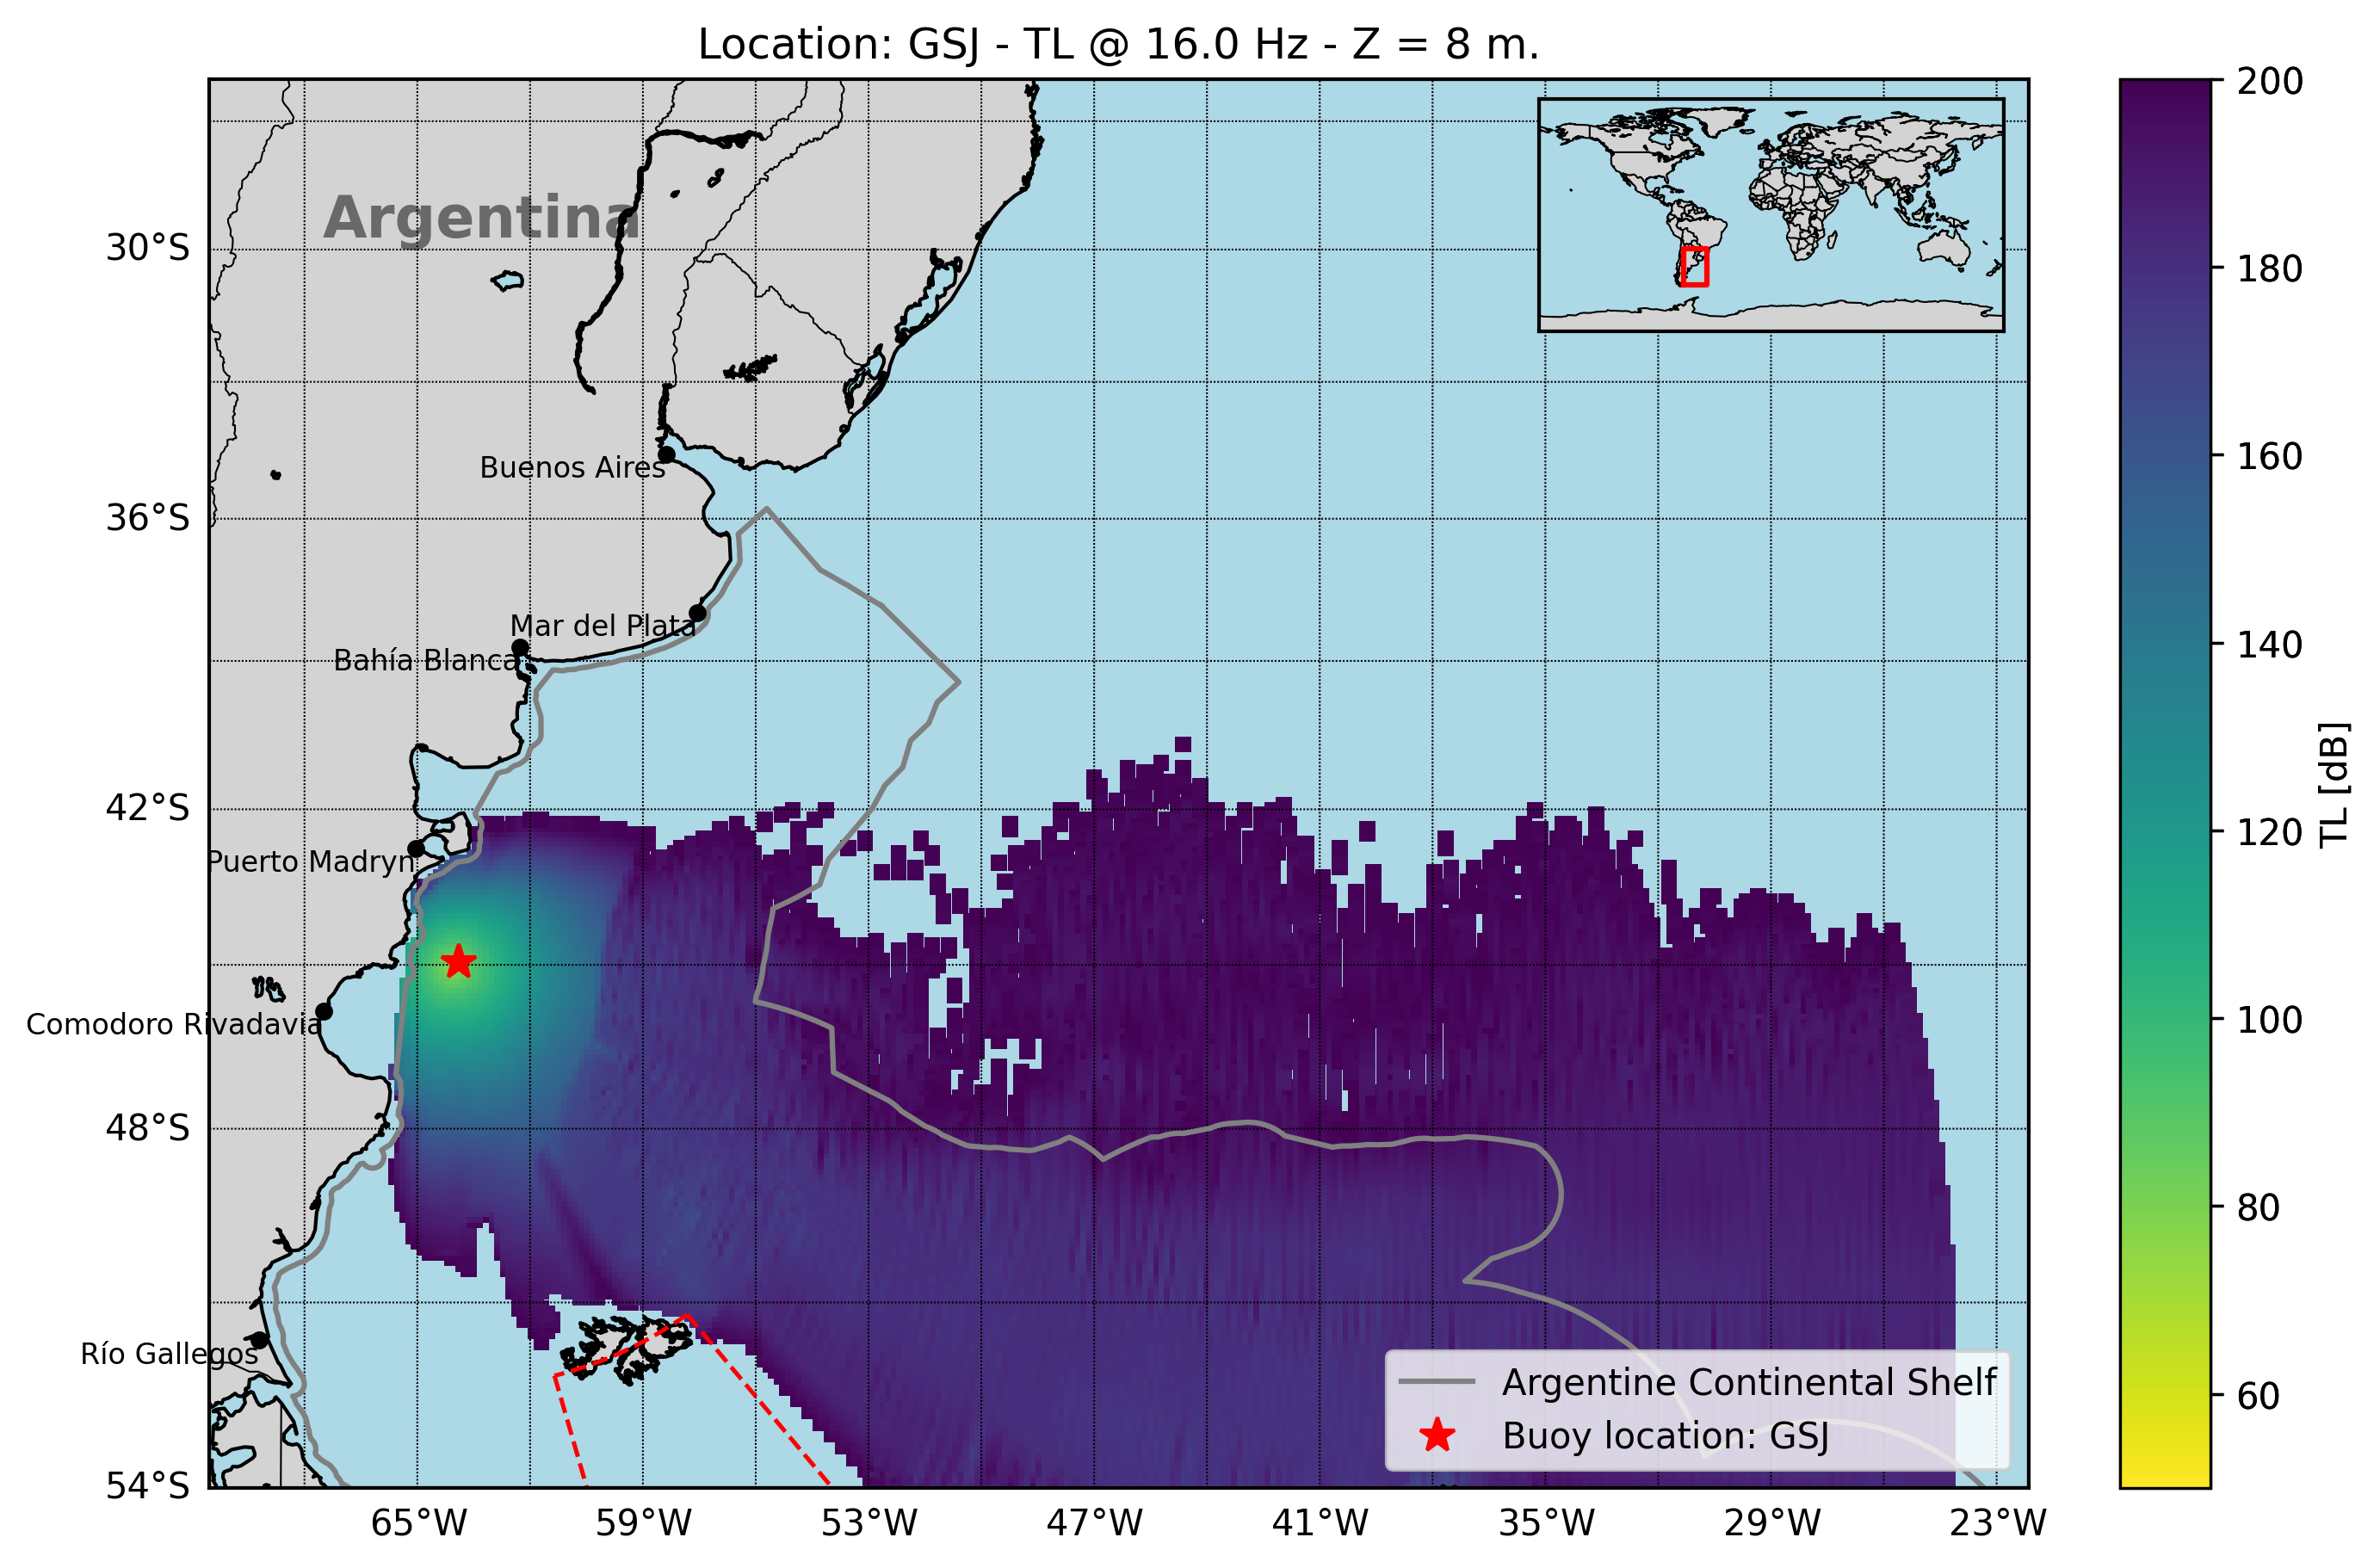 Location: GSJ - TL @ 16.0 Hz - Z = 8 m.
Argentina
30°S
36°S
42°S
48°S
54°S
Buenos Aires
Mar del Plata
Bahía Blanca
Puerto Madryn
Comodoro Rivadavia
Río Gallegos
65°W
59°W
53°W
47°W
41°W
35°W
29°W
23°W
Argentine Continental Shelf
Buoy location: GSJ
200
180
160
140
120
100
80
60
TL [dB]